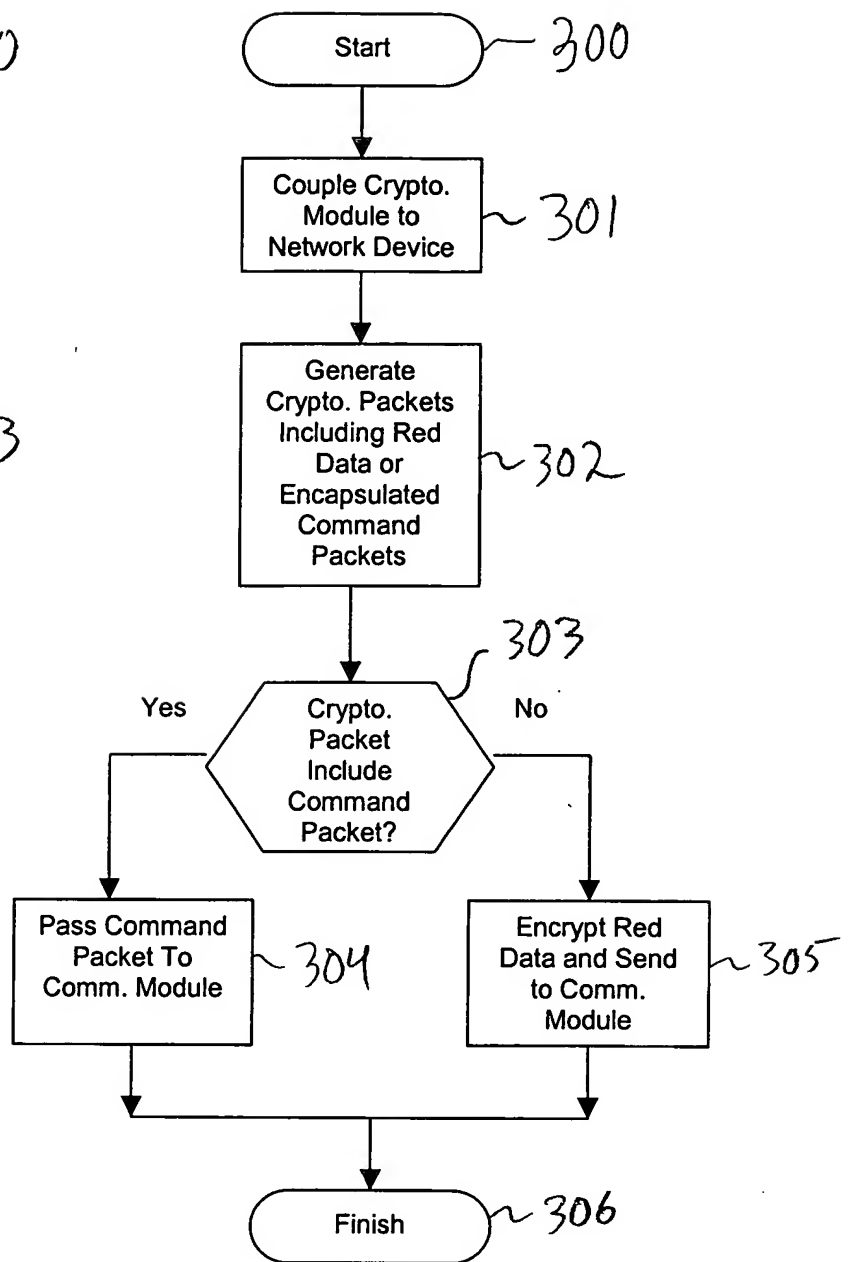 Start
300
Couple Crypto.
Module to
Network Device
301
Generate
Crypto. Packets
Including Red
Data or
Encapsulated
Command
Packets
302
303
Yes
No
Crypto.
Packet
Include
Command
Packet?
Pass Command
Packet To
Comm. Module
304
Encrypt Red
Data and Send
to Comm.
Module
305
Finish
306